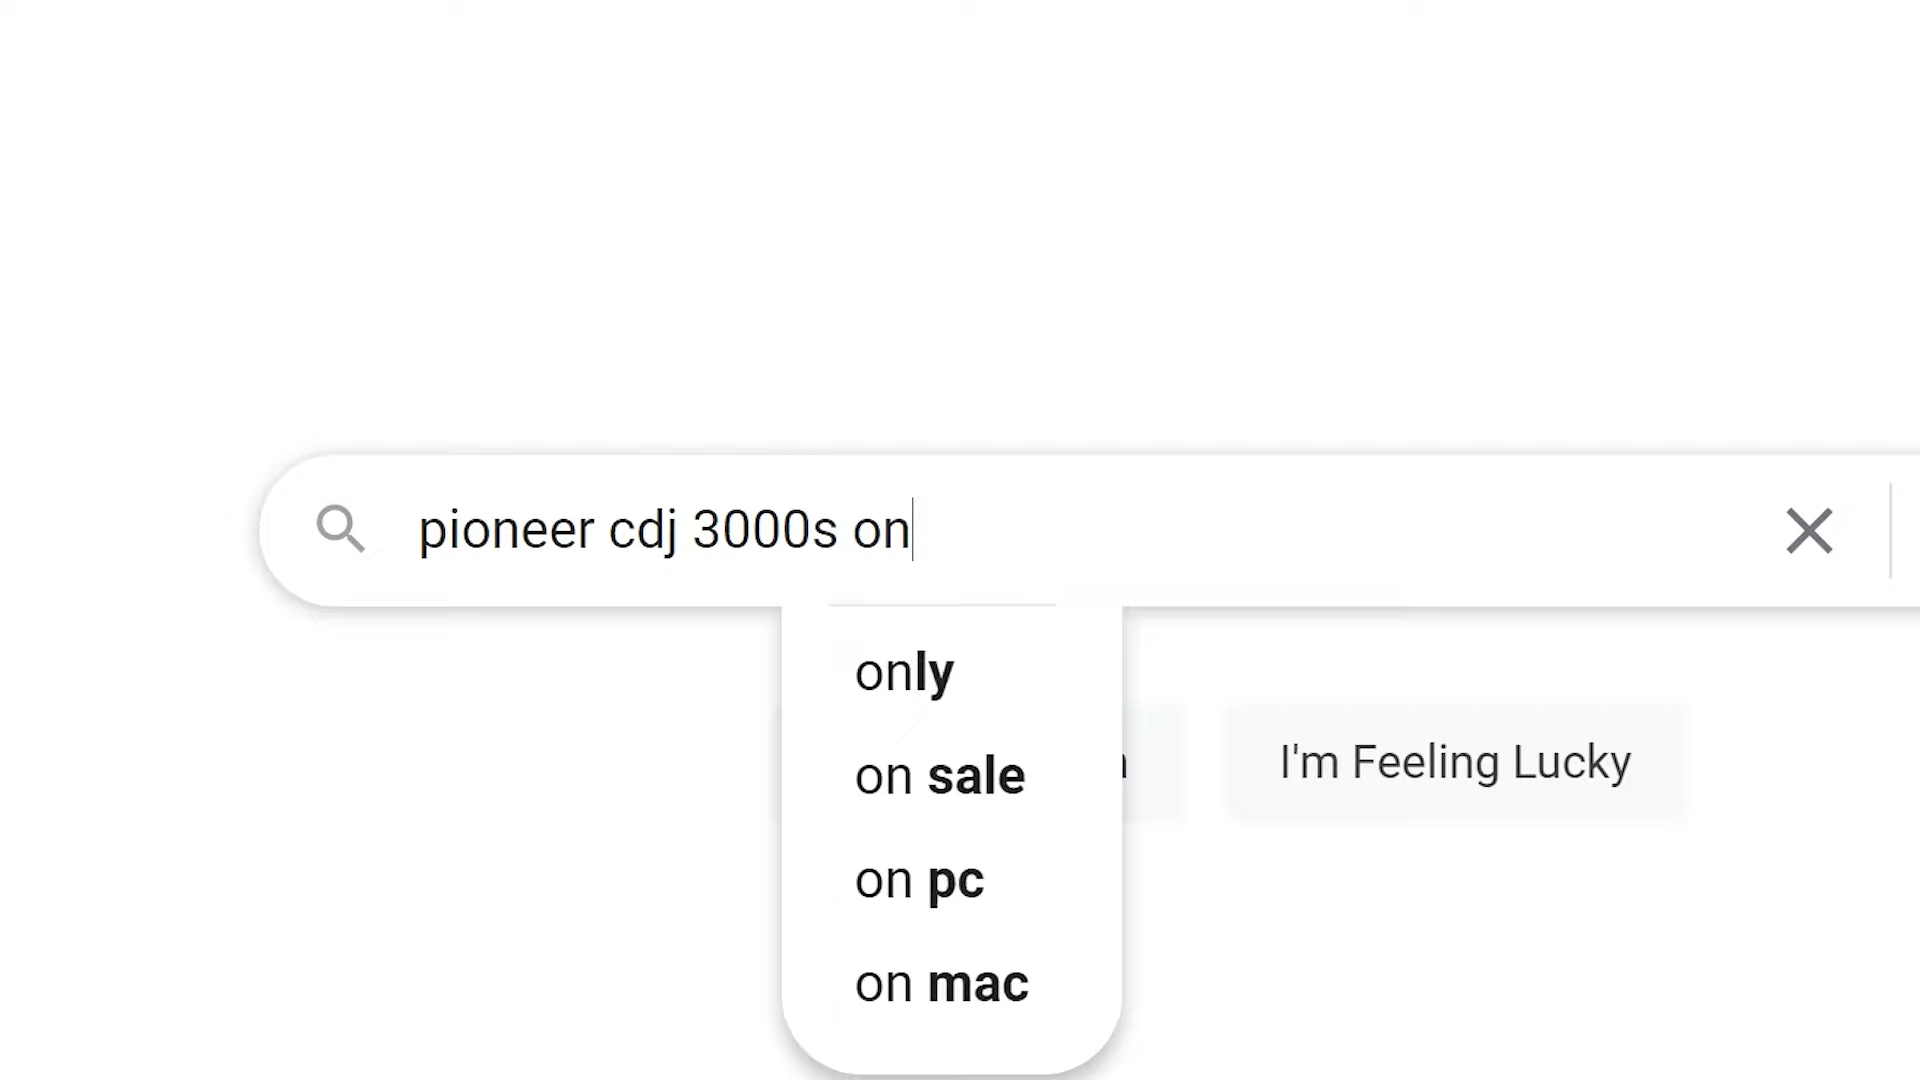 pioneer cdj 3000s on
only
on sale
I'm Feeling Lucky
on pc
on mac